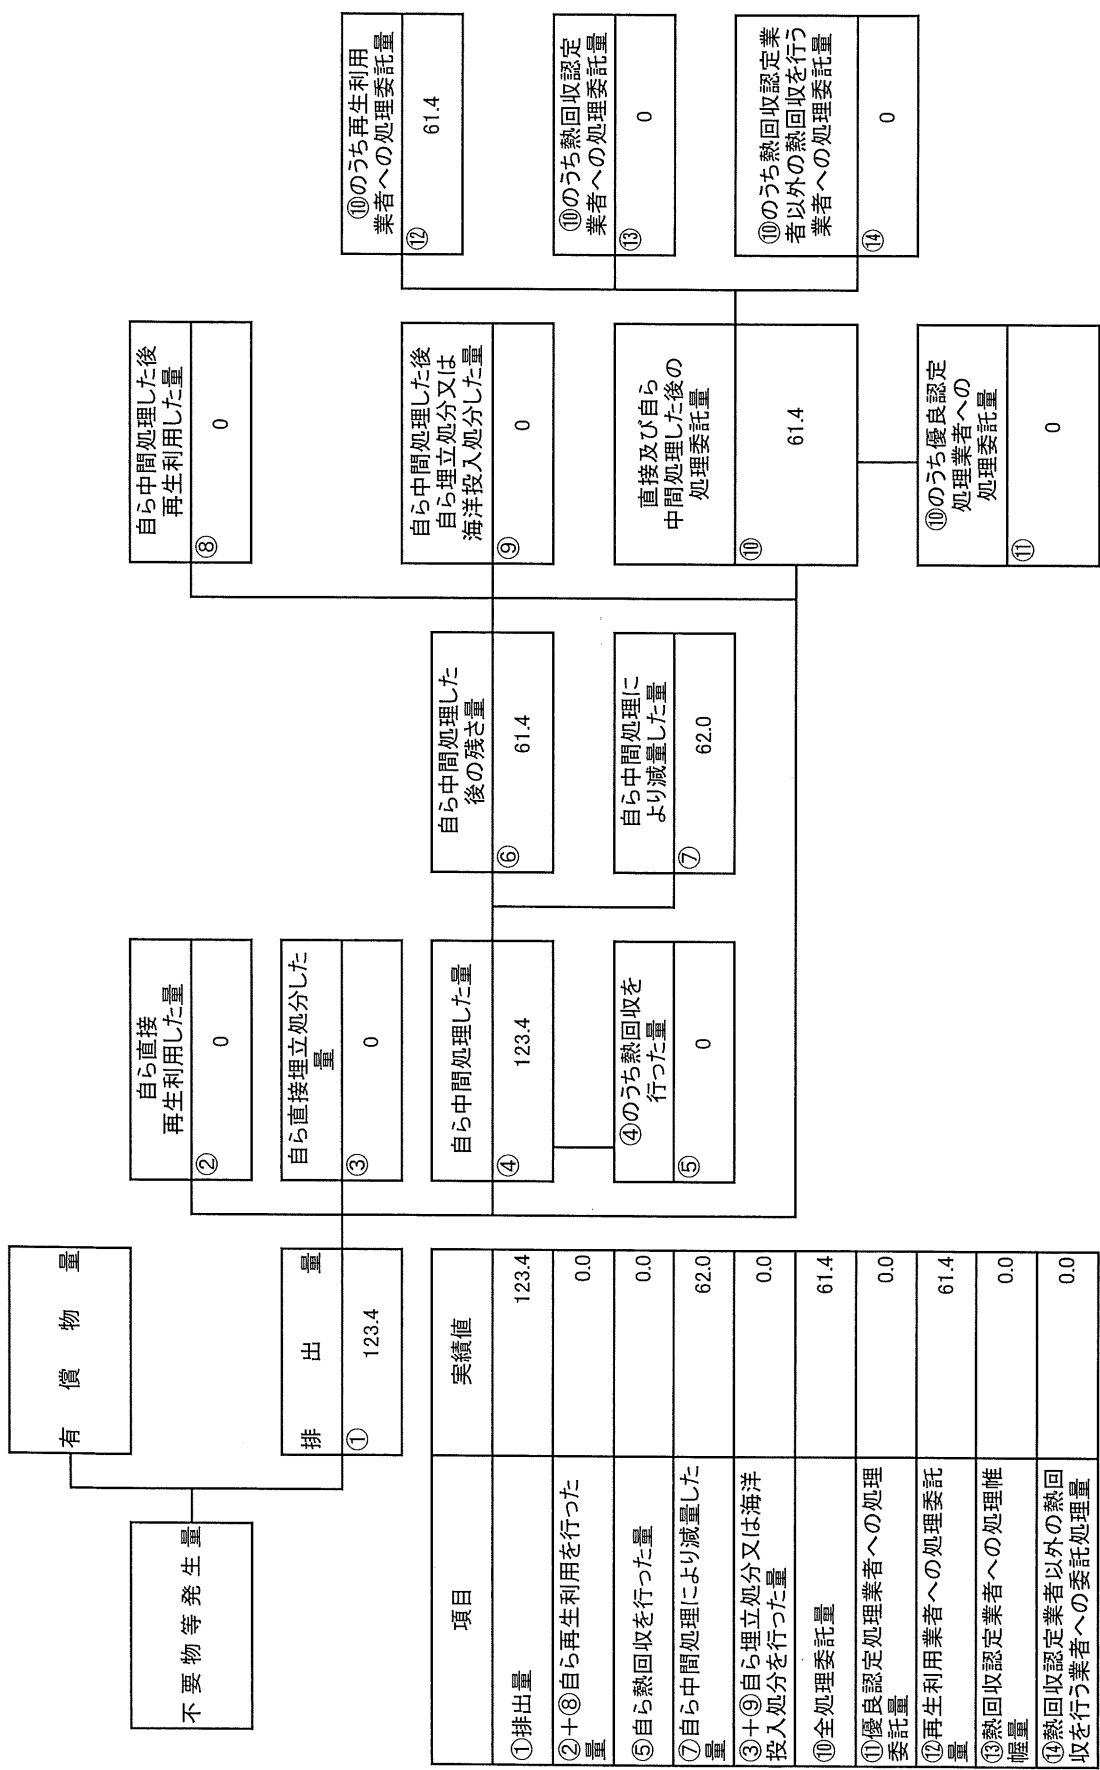 不要物等発生量
有償物量
排出量
①
123.4
自ら直接
再生利用した量
②
0
自ら直接埋立処分した
量
③
0
自ら中間処理した量
④
123.4
④のうち熱回収を
行った量
⑤
0
自ら中間処理した
後の残さ量
⑥
61.4
自ら中間処理に
より減量した量
⑦
62.0
自ら中間処理した後
再生利用した量
⑧
0
自ら中間処理した後
自ら埋立処分又は
海洋投入処分した量
⑨
0
直接及び自ら
中間処理した後の
処理委託量
⑩
61.4
⑩のうち優良認定
処理業者への
処理委託量
⑪
0
⑩のうち再生利用
業者への処理委託量
⑫
61.4
⑩のうち熱回収認定
業者への処理委託量
⑬
0
⑩のうち熱回収認定業
者以外の熱回収を行う
業者への処理委託量
⑭
0
項目
実績値
①排出量
123.4
②+⑧自ら再生利用を行った
量
0.0
⑤自ら熱回収を行った量
0.0
⑦自ら中間処理により減量した
量
62.0
③+⑨自ら埋立処分又は海洋
投入処分を行った量
0.0
⑩全処理委託量
61.4
⑪優良認定処理業者への処理
委託量
0.0
⑫再生利用業者への処理委託
量
61.4
⑬熱回収認定業者への処理帷
幄量
0.0
⑭熱回収認定業者以外の熱回
収を行う業者への委託処理量
0.0